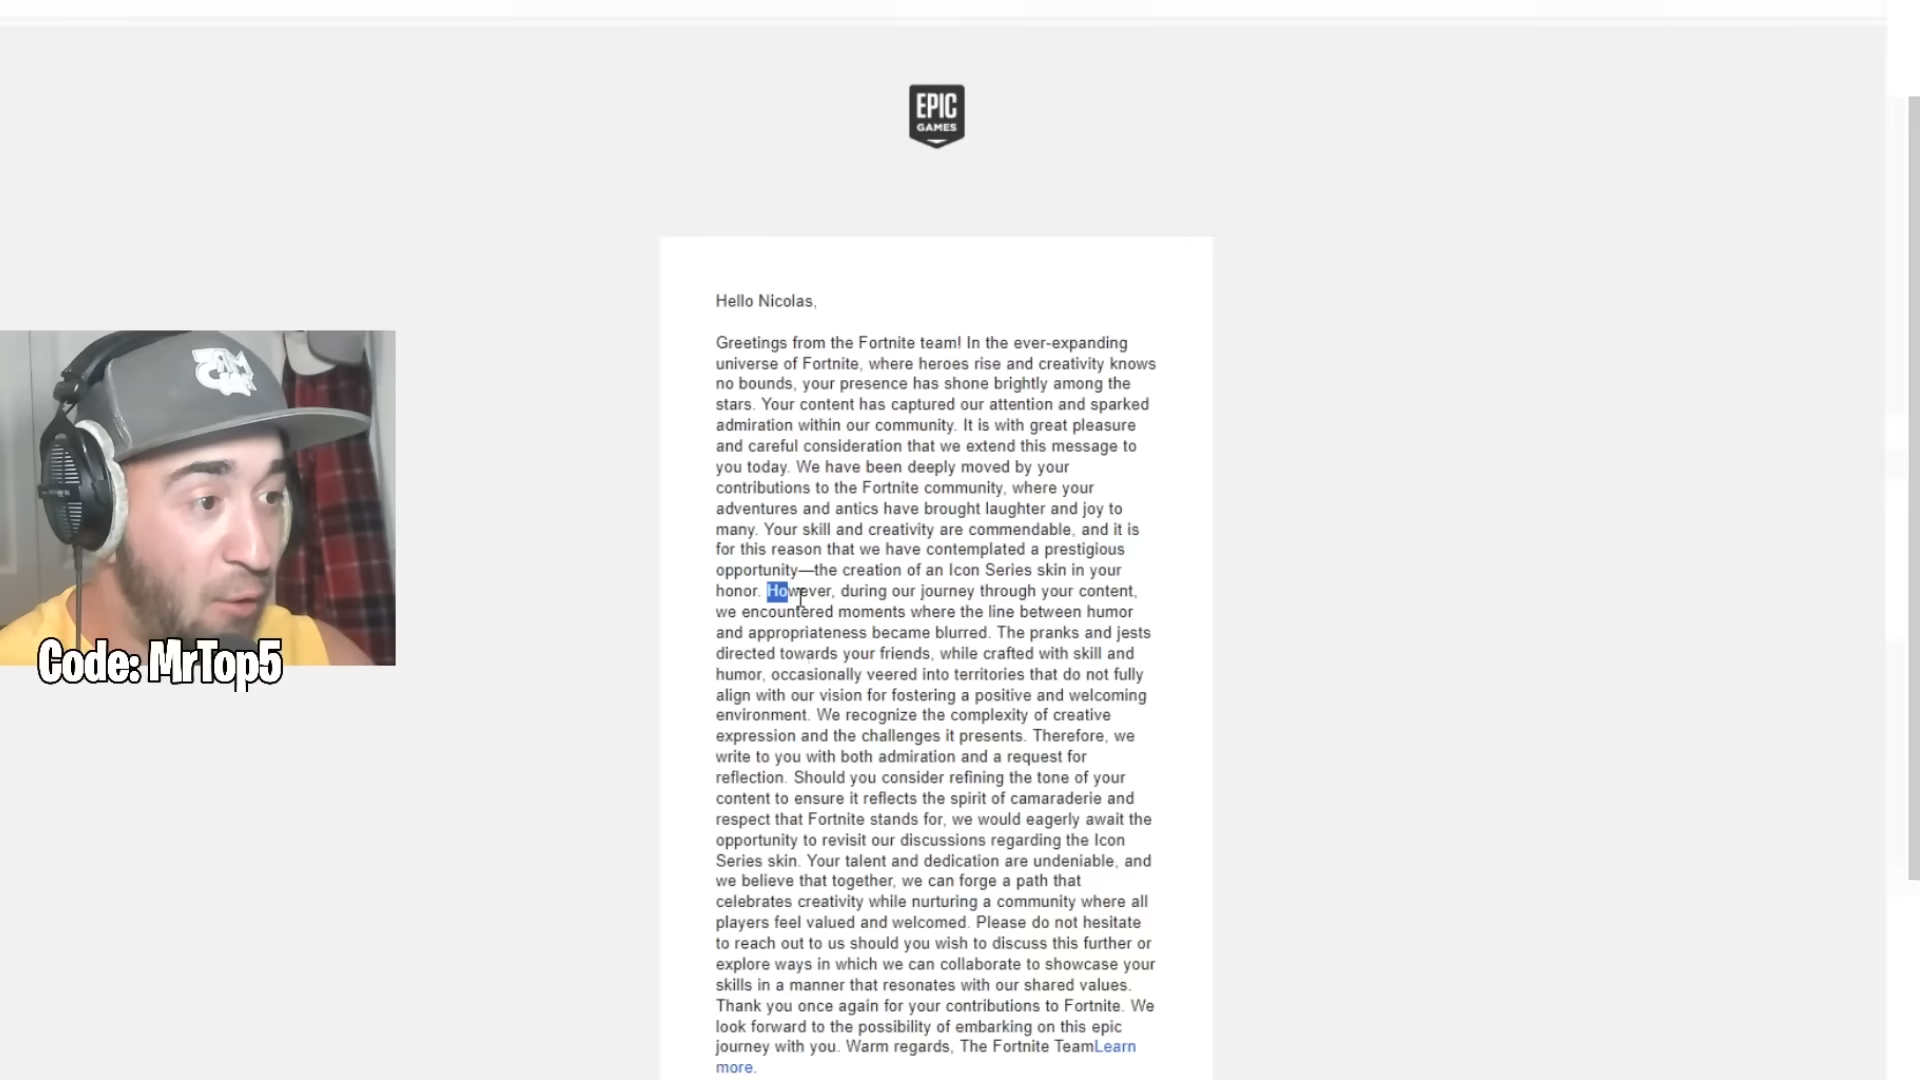 EPIC
GAMES
Hello Nicolas,
Greetings from the Fortnite team! In the ever-expanding
universe of Fortnite, where heroes rise and creativity knows
no bounds, your presence has shone brightly among the
stars. Your content has captured our attention and sparked
admiration within our community. It is with great pleasure
and careful consideration that we extend this message to
you today. We have been deeply moved by your
contributions to the Fortnite community, where your
adventures and antics have brought laughter and joy to
many. Your skill and creativity are commendable, and it is
for this reason that we have contemplated a prestigious
opportunity—the creation of an Icon Series skin in your
honor. However, during our journey through your content,
we encountered moments where the line between humor
and appropriateness became blurred. The pranks and jests
directed towards your friends, while crafted with skill and
humor, occasionally veered into territories that do not fully
align with our vision for fostering a positive and welcoming
environment. We recognize the complexity of creative
expression and the challenges it presents. Therefore, we
write to you with both admiration and a request for
reflection. Should you consider refining the tone of your
content to ensure it reflects the spirit of camaraderie and
respect that Fortnite stands for, we would eagerly await the
opportunity to revisit our discussions regarding the Icon
Series skin. Your talent and dedication are undeniable, and
we believe that together, we can forge a path that
celebrates creativity while nurturing a community where all
players feel valued and welcomed. Please do not hesitate
to reach out to us should you wish to discuss this further or
explore ways in which we can collaborate to showcase your
skills in a manner that resonates with our shared values.
Thank you once again for your contributions to Fortnite. We
look forward to the possibility of embarking on this epic
journey with you. Warm regards, The Fortnite TeamLearn
more.
Code: MrTop5